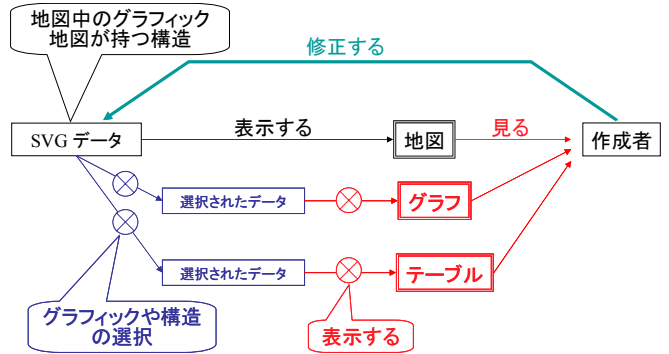 地図中のグラフィック
地図が持つ構造
修正する
SVG データ
表示する
地図
見る
作成者
選択されたデータ
グラフ
選択されたデータ
テーブル
グラフィックや構造
の選択
表示する